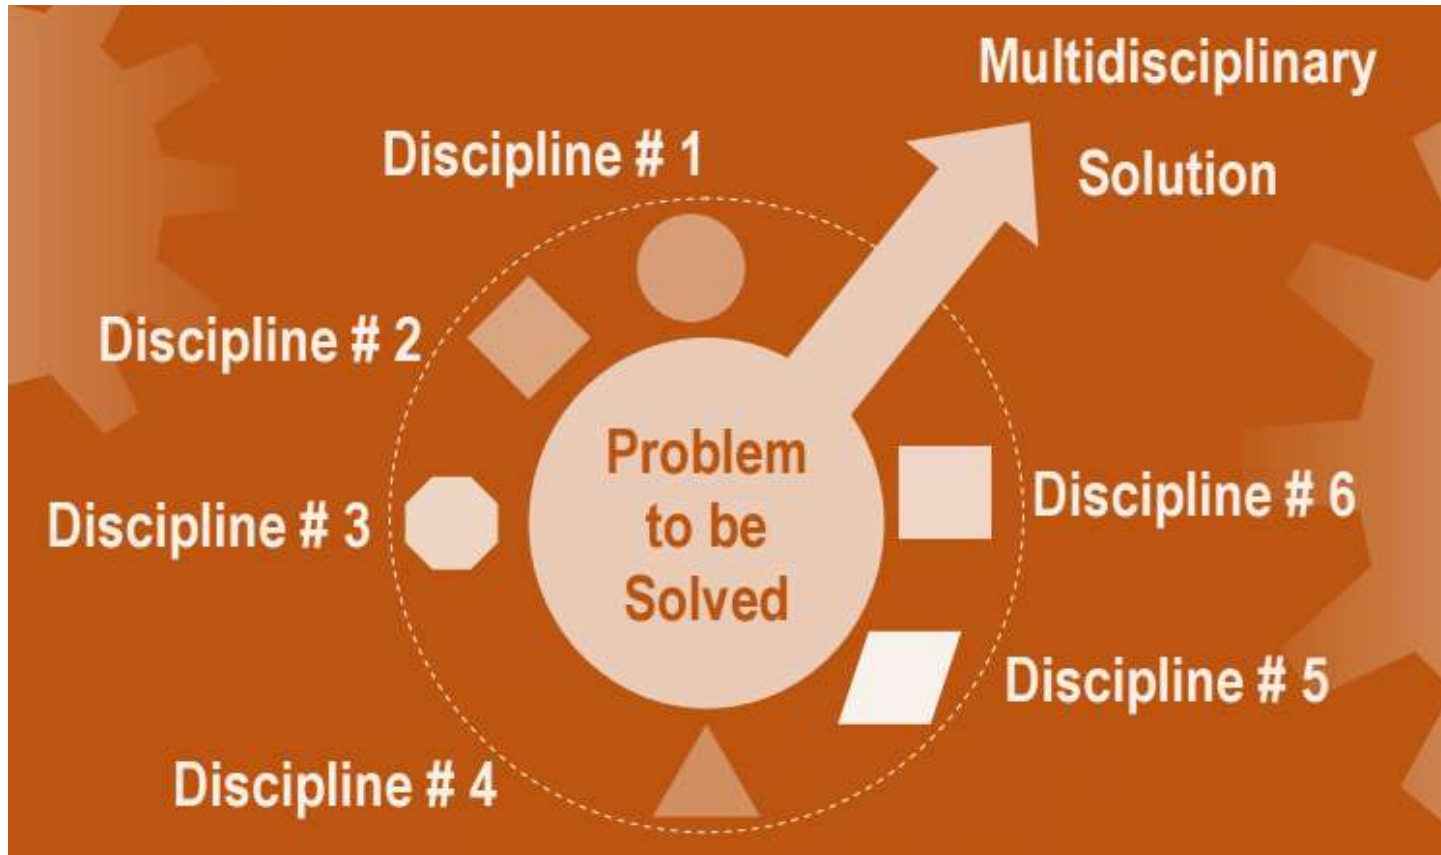 Multidisciplinary
Solution
Discipline # 1
Discipline # 2
Discipline # 3
Discipline # 4
Problem
to be
Solved
Discipline # 6
Discipline # 5